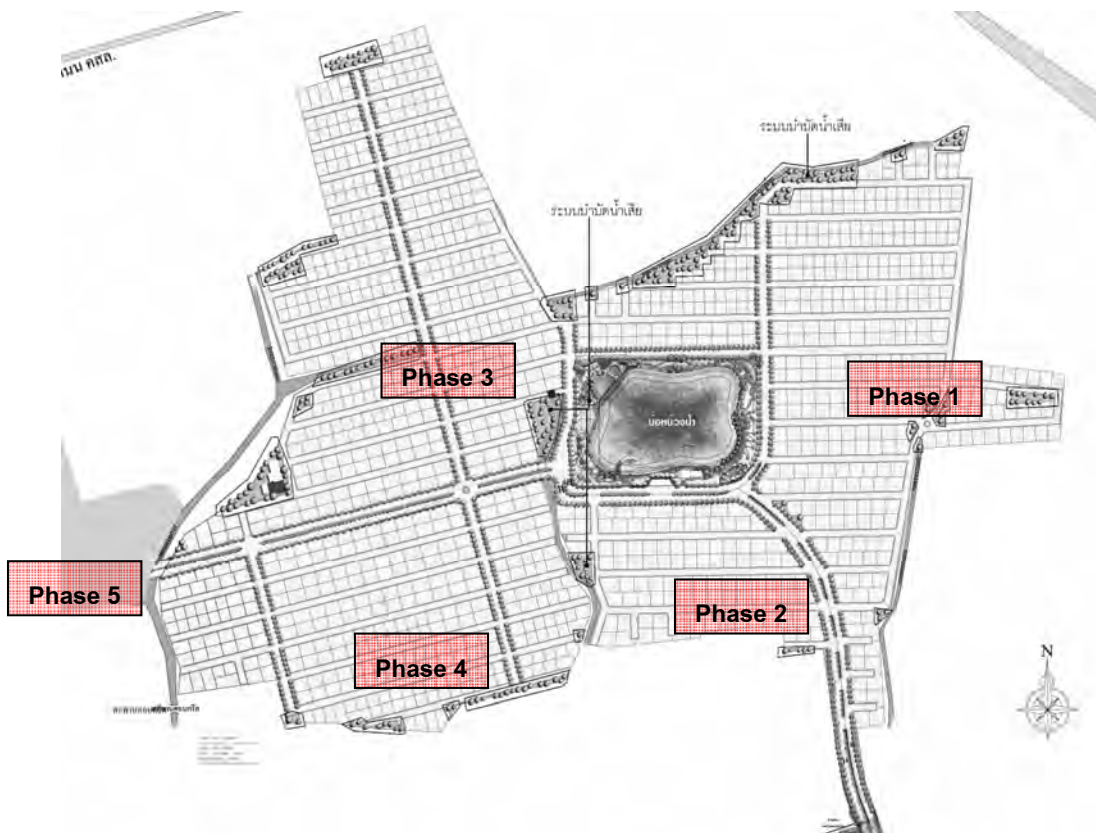 ถนน คสล.
ระบบบำบัดน้ำเสีย
ระบบบำบัดน้ำเสีย
Phase 3
Phase 1
บ่อหน่วงน้ำ
Phase 5
Phase 2
Phase 4
N